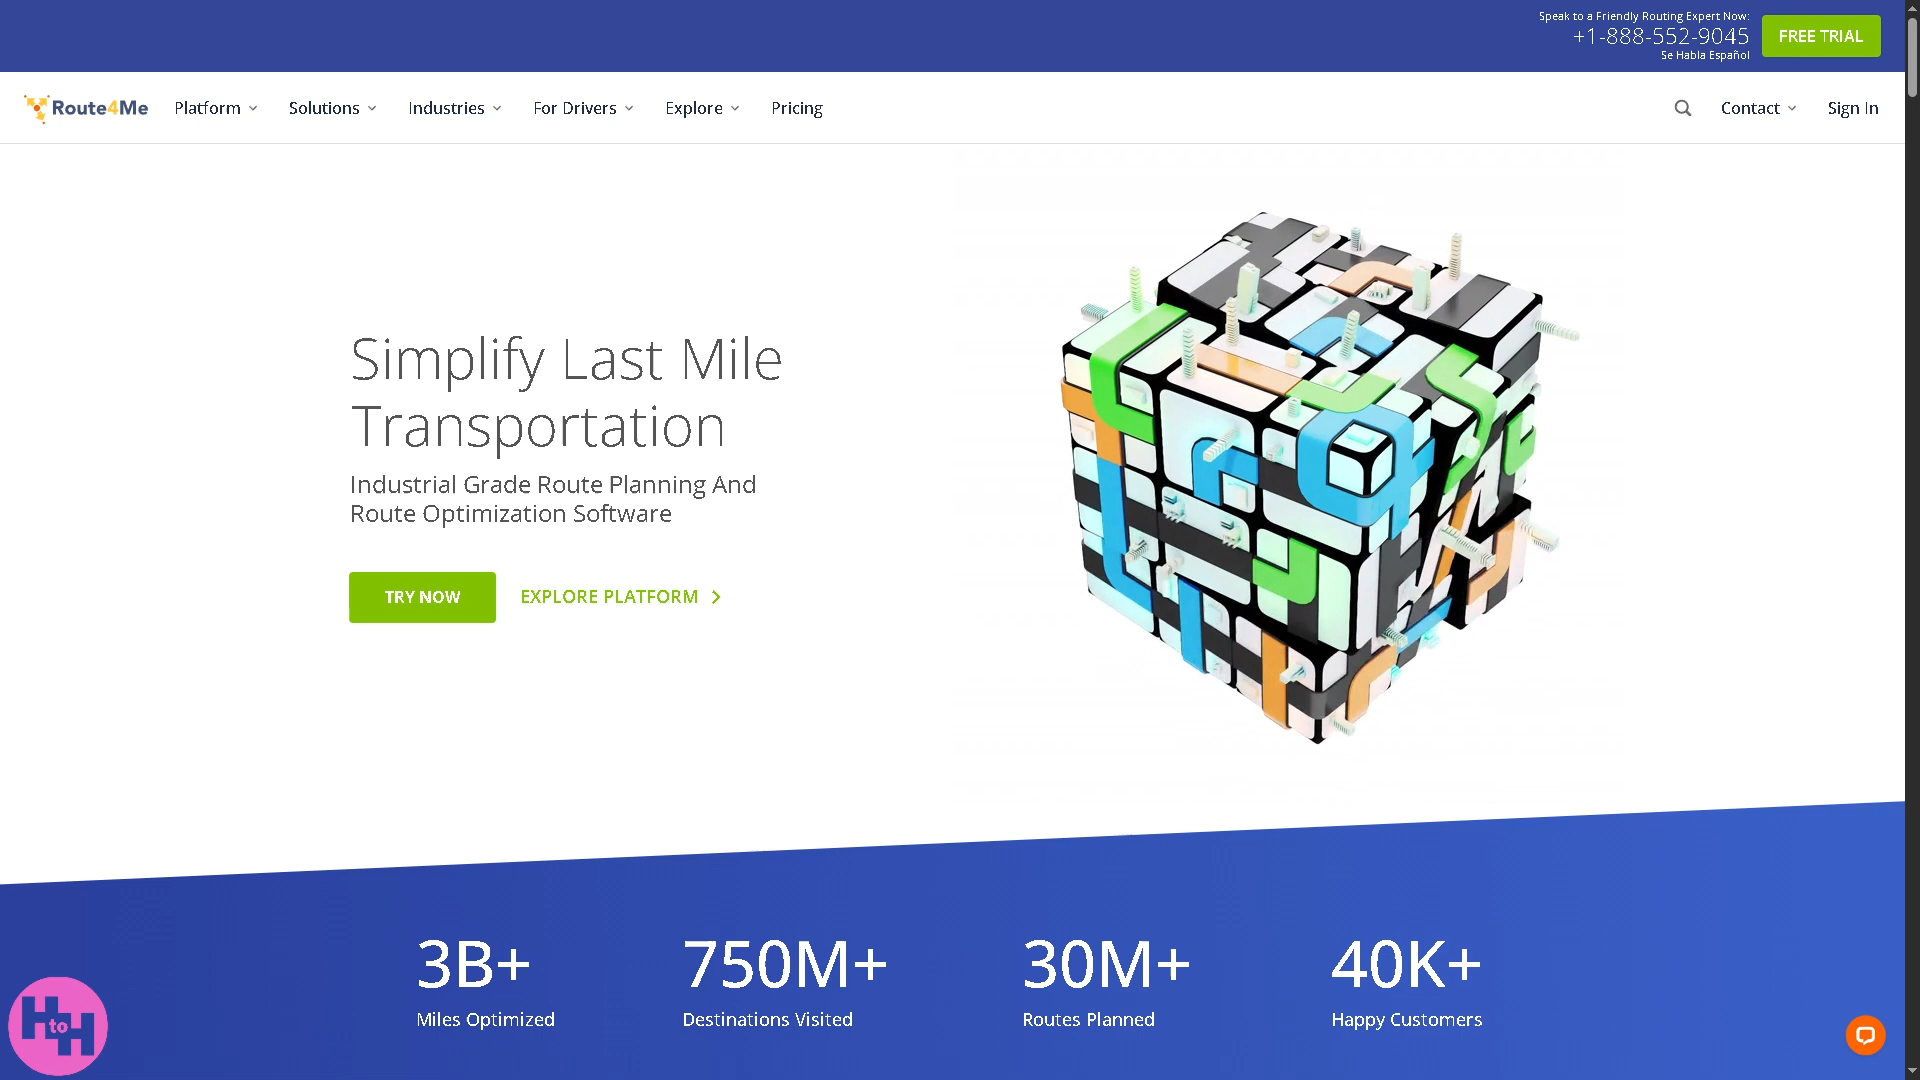 Speak to a Friendly Routing Expert Now:
+1-888-552-9045
Se Habla Español
FREE TRIAL
Route4Me
Platform
Solutions
Industries
For Drivers
Explore
Pricing
Contact
Sign In
Simplify Last Mile
Transportation
Industrial Grade Route Planning And
Route Optimization Software
TRY NOW
EXPLORE PLATFORM
3B+
Miles Optimized
750M+
Destinations Visited
30M+
Routes Planned
40K+
Happy Customers
H to H